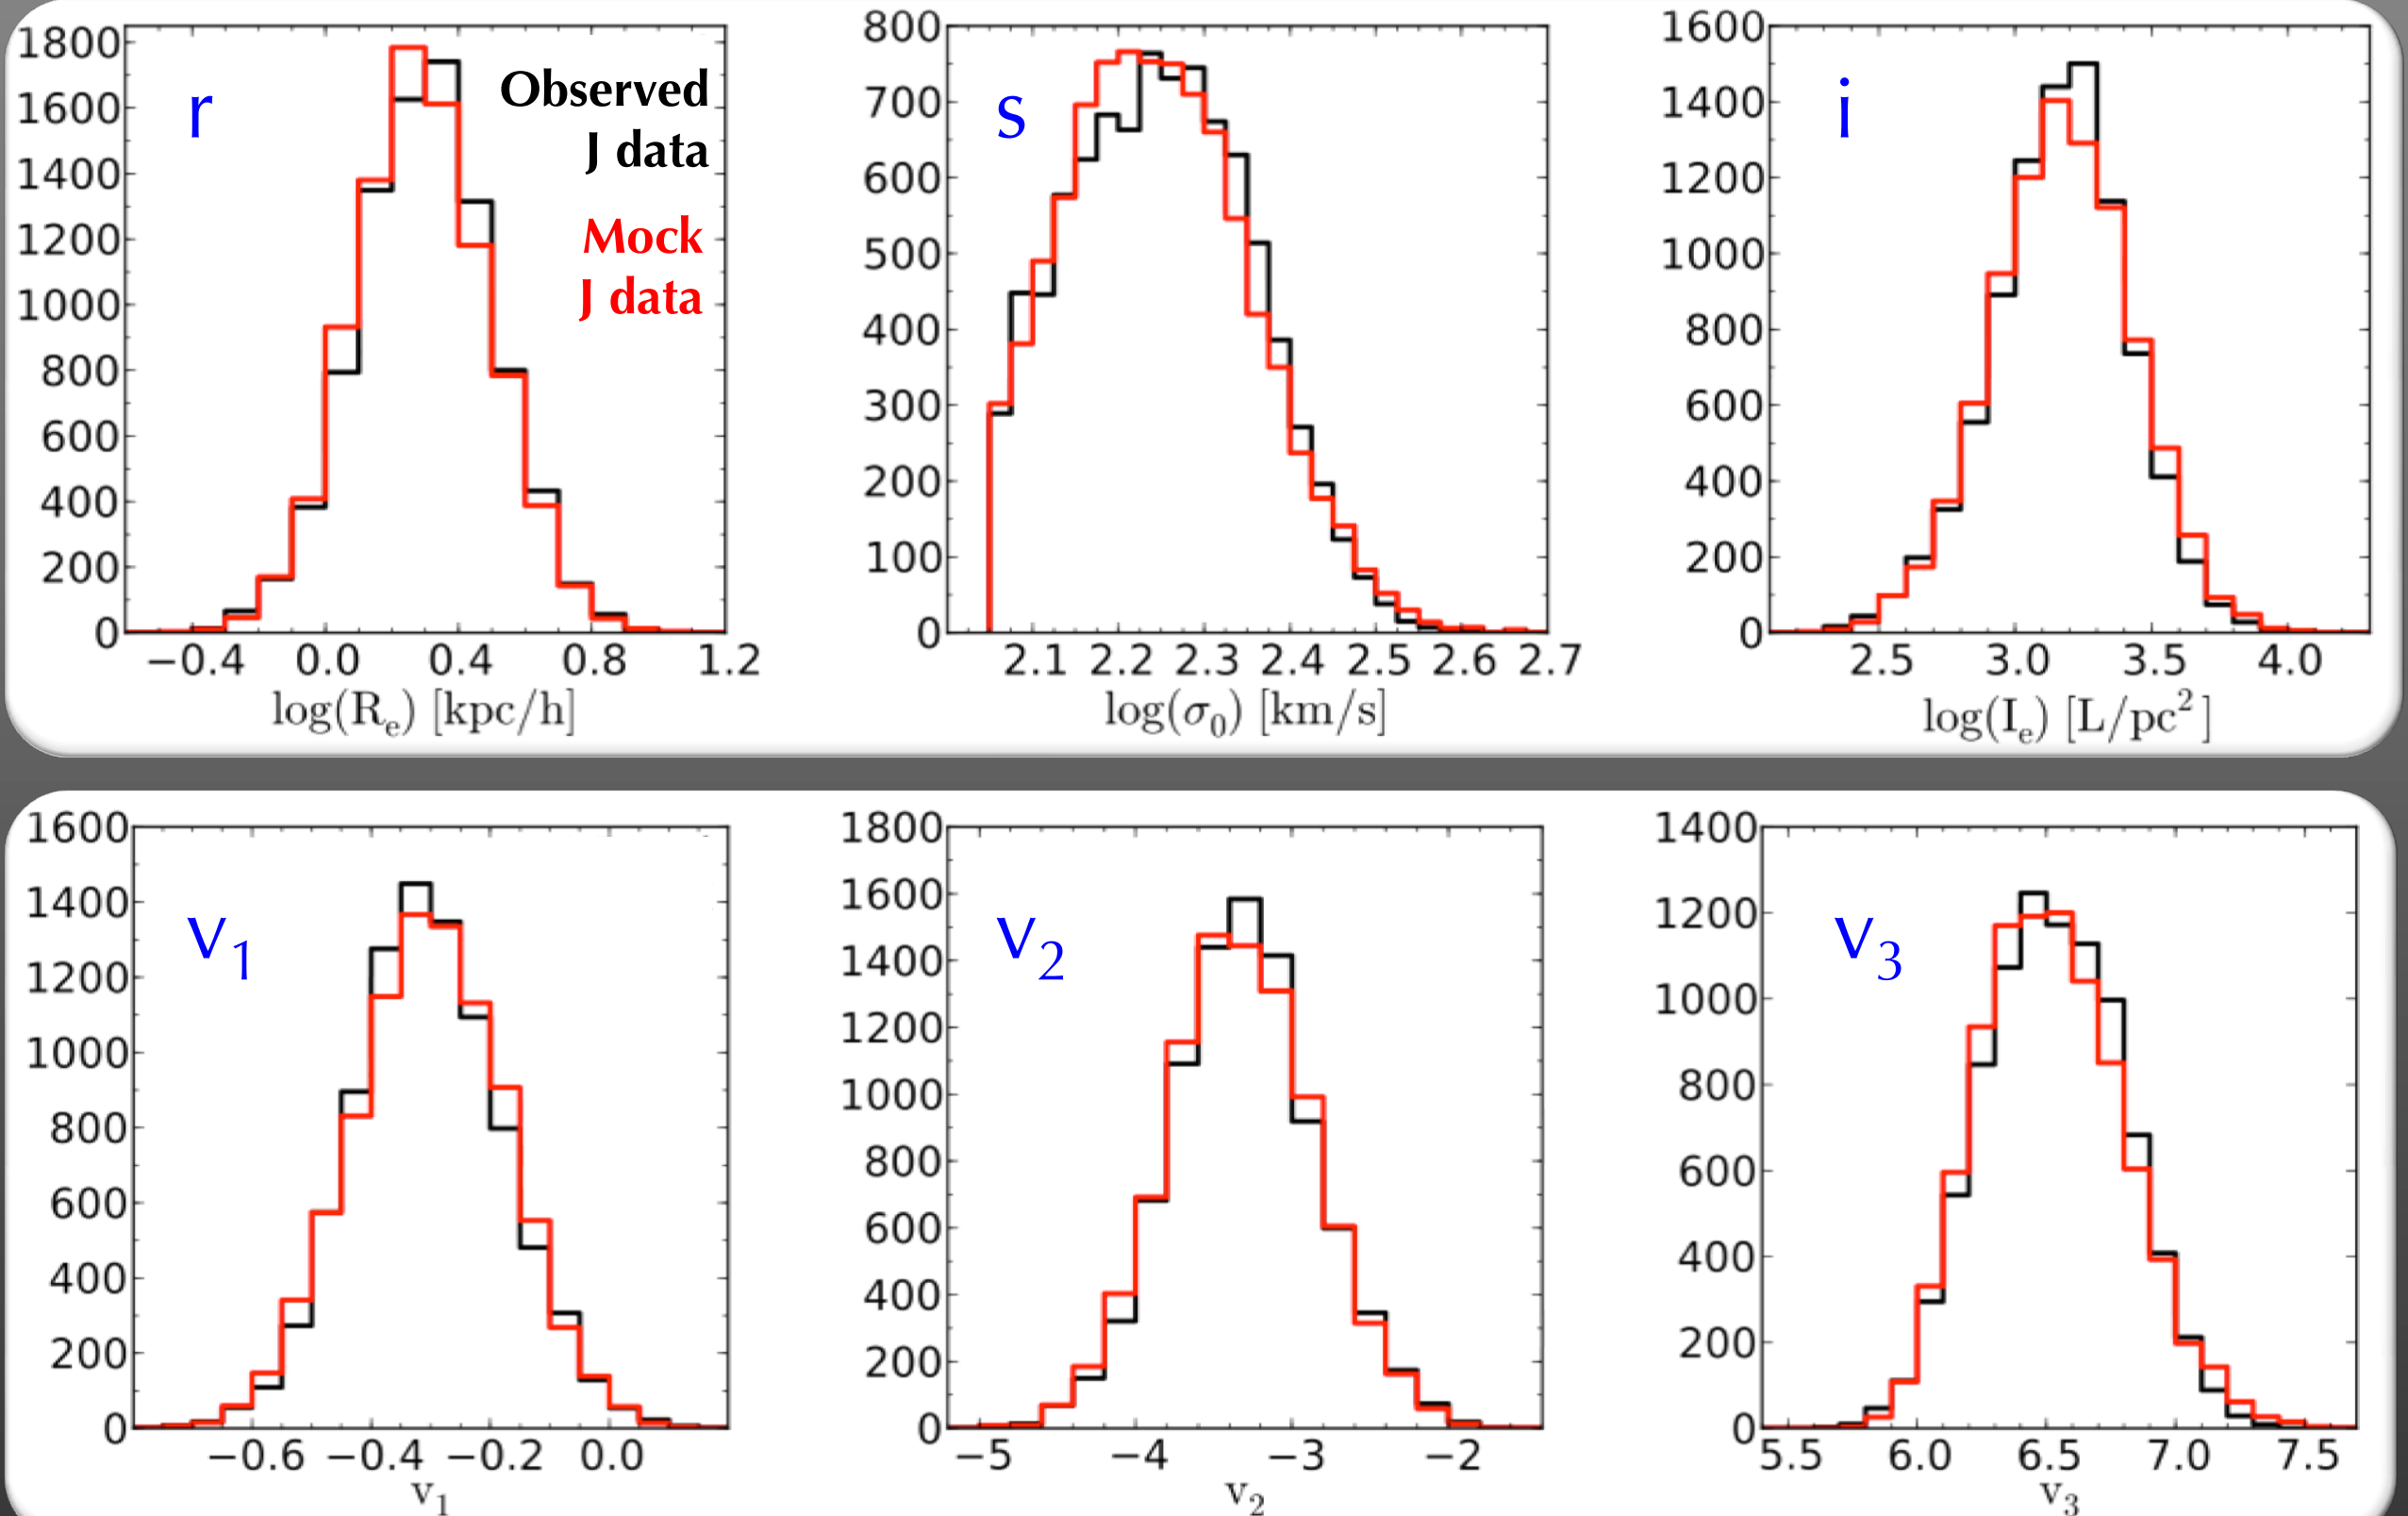 r
Observed
J data
Mock
J data
1800
1600
1400
1200
1000
800
600
400
200
0
−0.4 0.0 0.4 0.8 1.2
log(Re) [kpc/h]
s
800
700
600
500
400
300
200
100
0
2.1 2.2 2.3 2.4 2.5 2.6 2.7
log(σ0) [km/s]
i
1600
1400
1200
1000
800
600
400
200
0
2.5 3.0 3.5 4.0
log(Ie) [L/pc²]
v1
1600
1400
1200
1000
800
600
400
200
0
−0.6 −0.4 −0.2 0.0
v1
v2
1800
1600
1400
1200
1000
800
600
400
200
0
−5 −4 −3 −2
v2
v3
1400
1200
1000
800
600
400
200
0
5.5 6.0 6.5 7.0 7.5
v3